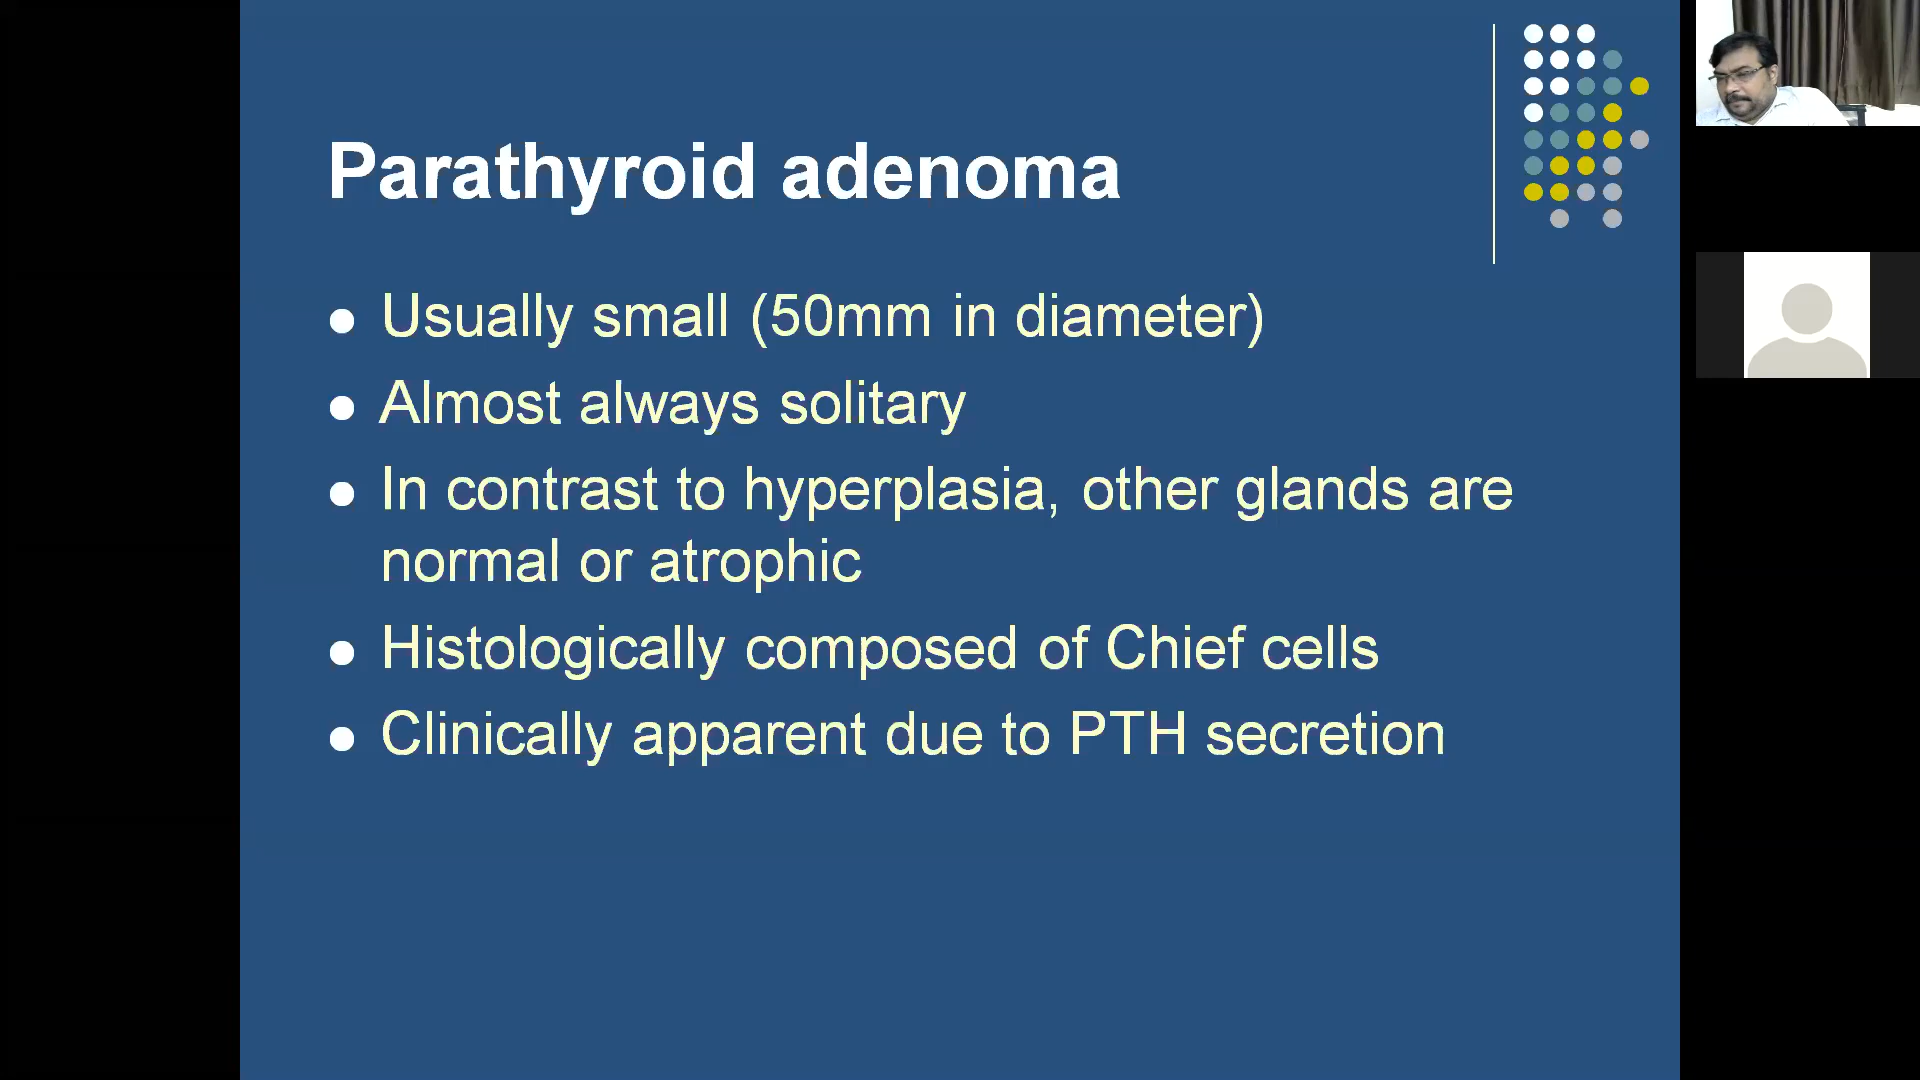 Parathyroid adenoma
● Usually small (50mm in diameter)
● Almost always solitary
● In contrast to hyperplasia, other glands are
normal or atrophic
● Histologically composed of Chief cells
● Clinically apparent due to PTH secretion